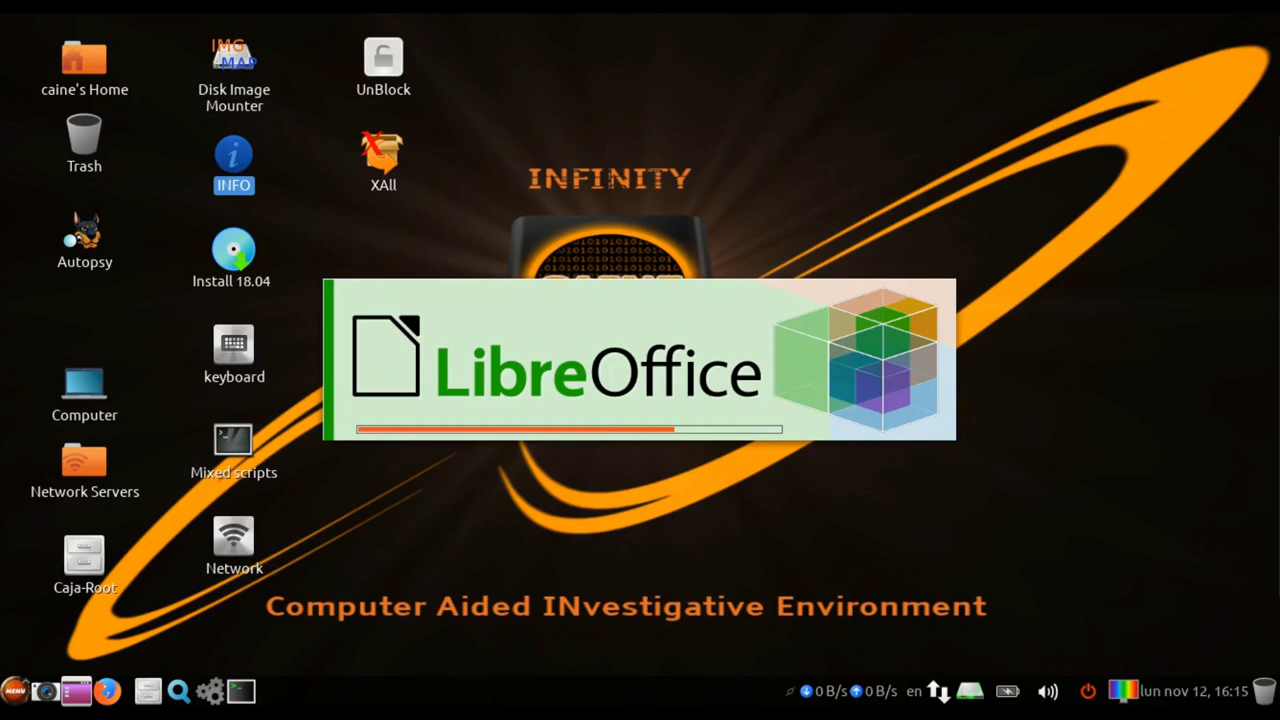 caine's Home
Trash
Autopsy
Computer
Network Servers
Caja-Root
IMG
MAP
Disk Image
Mounter
INFO
Install 18.04
keyboard
Mixed scripts
Network
UnBlock
XAll
INFINITY
LibreOffice
Computer Aided INvestigative Environment
MENU
0 B/s 0 B/s en lun nov 12, 16:15